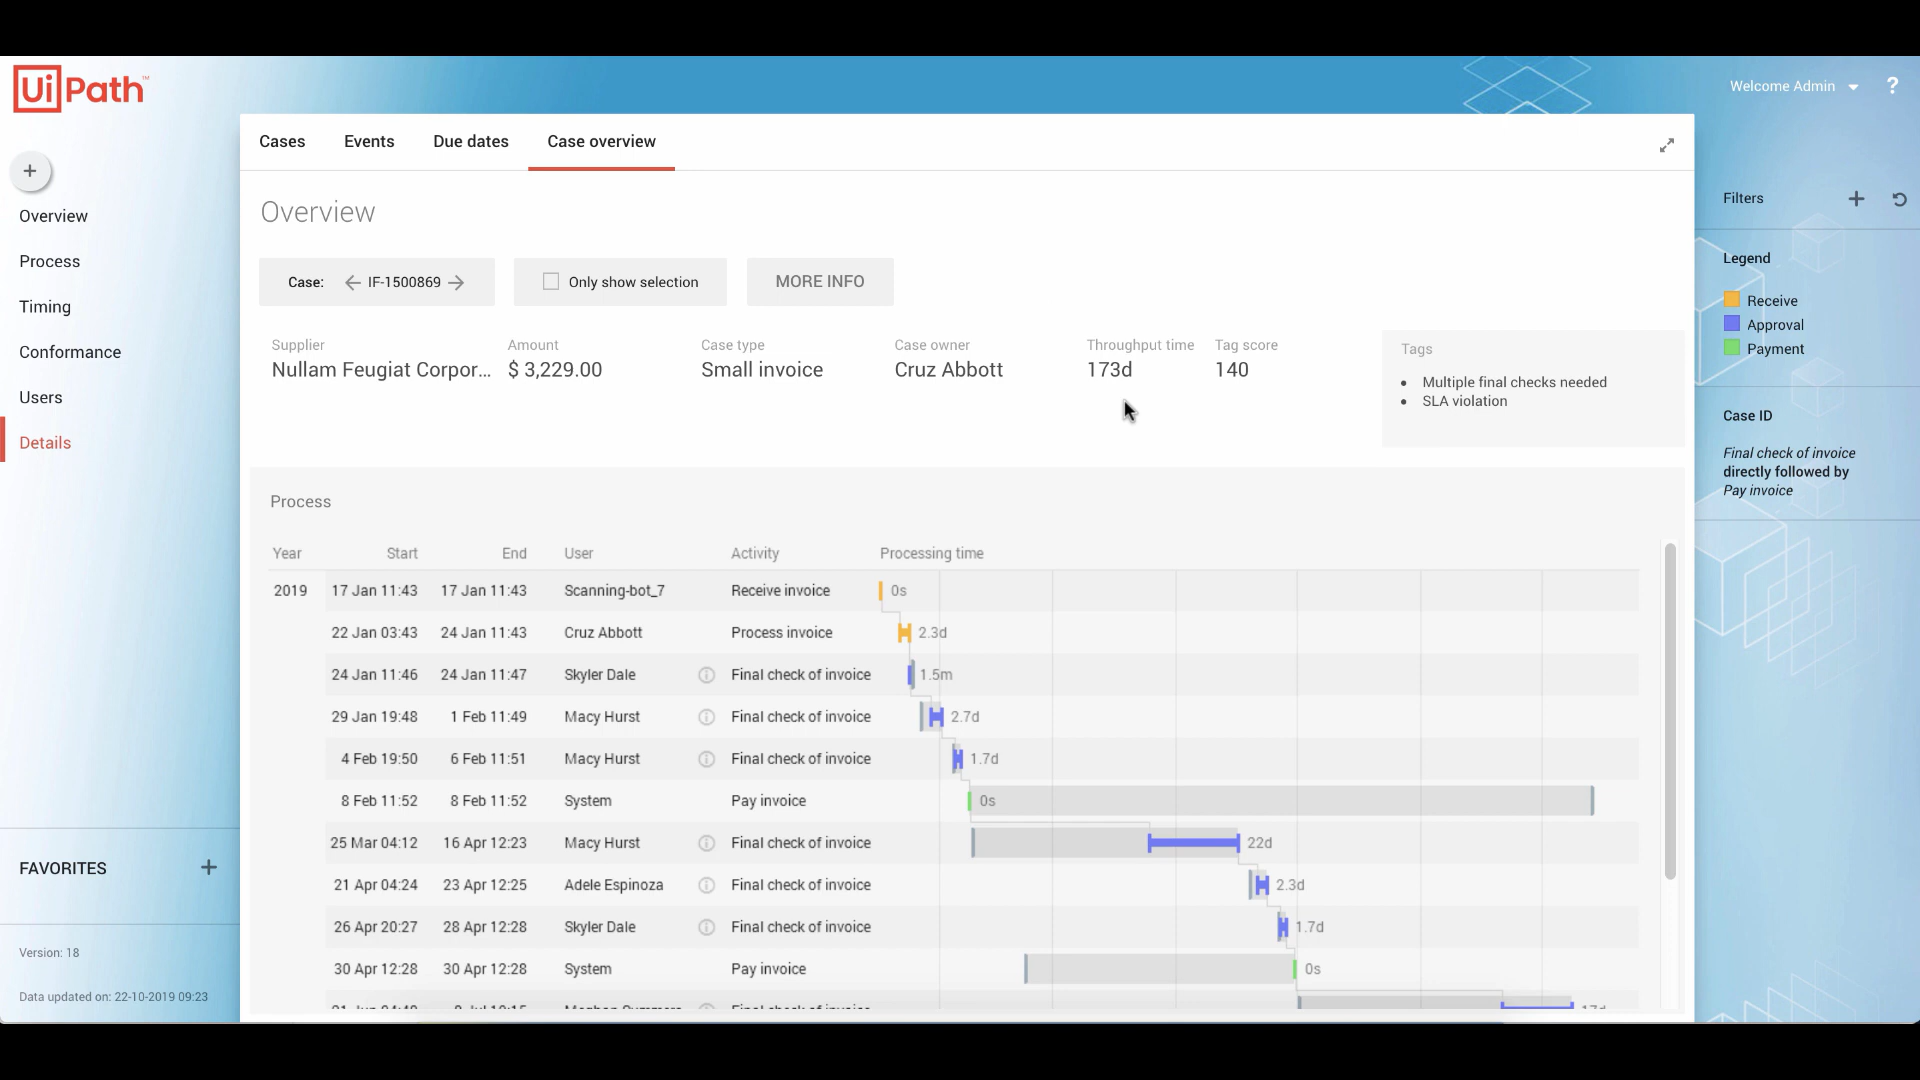 UiPath™
Welcome Admin
?
Cases
Events
Due dates
Case overview
+
Overview
Process
Timing
Conformance
Users
Details
FAVORITES +
Version: 18
Data updated on: 22-10-2019 09:23
Overview
Case: ← IF-1500869 →
Only show selection
MORE INFO
Supplier
Nullam Feugiat Corpor...
Amount
$ 3,229.00
Case type
Small invoice
Case owner
Cruz Abbott
Throughput time
173d
Tag score
140
Tags
• Multiple final checks needed
• SLA violation
Process
Year Start End User Activity Processing time
2019 17 Jan 11:43 17 Jan 11:43 Scanning-bot_7 Receive invoice 0s
22 Jan 03:43 24 Jan 11:43 Cruz Abbott Process invoice 2.3d
24 Jan 11:46 24 Jan 11:47 Skyler Dale Final check of invoice 1.5m
29 Jan 19:48 1 Feb 11:49 Macy Hurst Final check of invoice 2.7d
4 Feb 19:50 6 Feb 11:51 Macy Hurst Final check of invoice 1.7d
8 Feb 11:52 8 Feb 11:52 System Pay invoice 0s
25 Mar 04:12 16 Apr 12:23 Macy Hurst Final check of invoice 22d
21 Apr 04:24 23 Apr 12:25 Adele Espinoza Final check of invoice 2.3d
26 Apr 20:27 28 Apr 12:28 Skyler Dale Final check of invoice 1.7d
30 Apr 12:28 30 Apr 12:28 System Pay invoice 0s
Final check of invoice
Filters +
Legend
Receive
Approval
Payment
Case ID
Final check of invoice
directly followed by
Pay invoice